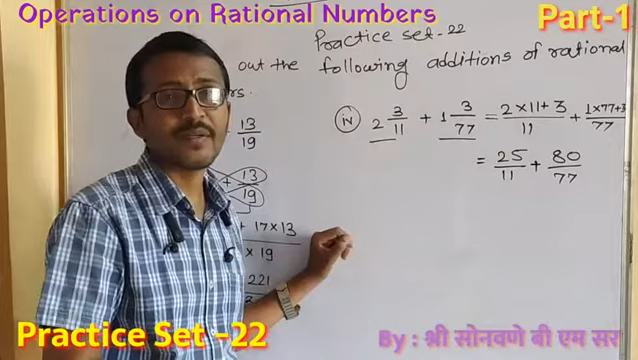 Operations on Rational Numbers
Part-1
Practice set-22
out the following additions of rational
ers.
13/19
(iv) 2 3/11 + 1 3/77 = (2×11+3)/11 + (1×77+3)/77
+ 13/19
= 25/11 + 80/77
+ 17×13
× 19
221
Practice Set -22
By : श्री सोनवणे बी एम सर